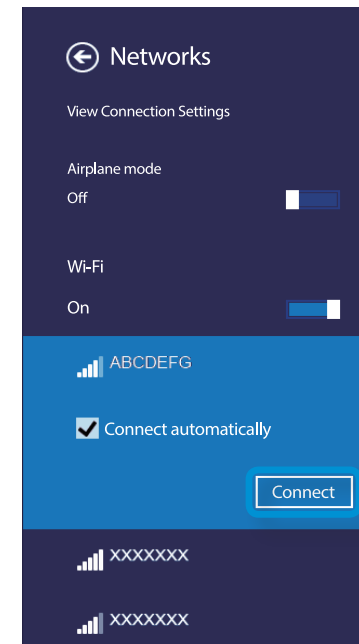 Networks
View Connection Settings
Airplane mode
Off
Wi-Fi
On
ABCDEFG
Connect automatically
Connect
XXXXXXX
XXXXXXX